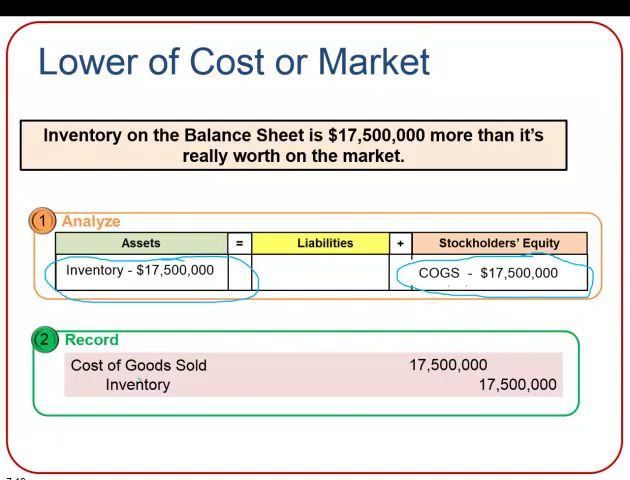 Lower of Cost or Market
Inventory on the Balance Sheet is $17,500,000 more than it's
really worth on the market.
1 Analyze
Assets = Liabilities + Stockholders' Equity
Inventory - $17,500,000 COGS - $17,500,000
2 Record
Cost of Goods Sold 17,500,000
Inventory 17,500,000